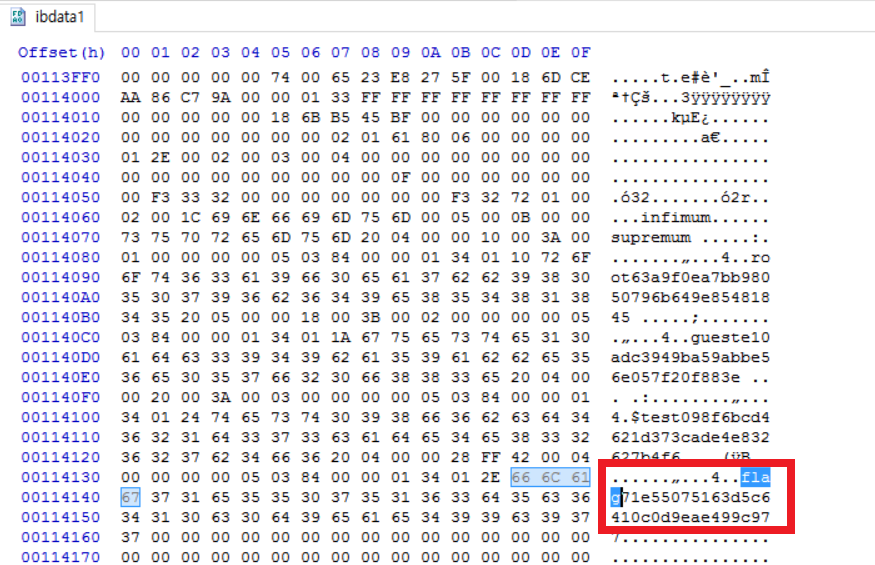 ibdata1
Offset(h) 00 01 02 03 04 05 06 07 08 09 0A 0B 0C 0D 0E 0F
00113FF0 00 00 00 00 00 74 00 65 23 E8 27 5F 00 18 6D CE .....t.e#è'_..mÎ
00114000 AA 86 C7 9A 00 00 01 33 FF FF FF FF FF FF FF FF ª†Çš...3ÿÿÿÿÿÿÿÿ
00114010 00 00 00 00 00 18 6B B5 45 BF 00 00 00 00 00 00 ......kµE¿......
00114020 00 00 00 00 00 00 00 02 01 61 80 06 00 00 00 00 .........a€.....
00114030 01 2E 00 02 00 03 00 04 00 00 00 00 00 00 00 00 ................
00114040 00 00 00 00 00 00 00 00 00 0F 00 00 00 00 00 00 ................
00114050 00 F3 33 32 00 00 00 00 00 00 00 F3 32 72 01 00 .ó32.......ó2r..
00114060 02 00 1C 69 6E 66 69 6D 75 6D 00 05 00 0B 00 00 ...infimum......
00114070 73 75 70 72 65 6D 75 6D 20 04 00 00 10 00 3A 00 supremum .....:.
00114080 01 00 00 00 00 05 03 84 00 00 01 34 01 10 72 6F .......„...4..ro
00114090 6F 74 36 33 61 39 66 30 65 61 37 62 62 39 38 30 ot63a9f0ea7bb980
001140A0 35 30 37 39 36 62 36 34 39 65 38 35 34 38 31 38 50796b649e854818
001140B0 34 35 20 05 00 00 18 00 3B 00 02 00 00 00 00 05 45 .....;.......
001140C0 03 84 00 00 01 34 01 1A 67 75 65 73 74 65 31 30 .„...4..gueste10
001140D0 61 64 63 33 39 34 39 62 61 35 39 61 62 62 65 35 adc3949ba59abbe5
001140E0 36 65 30 35 37 66 32 30 66 38 38 33 65 20 04 00 6e057f20f883e ..
001140F0 00 20 00 3A 00 03 00 00 00 00 05 03 84 00 00 01 . .:........„...
00114100 34 01 24 74 65 73 74 30 39 38 66 36 62 63 64 34 4.$test098f6bcd4
00114110 36 32 31 64 33 37 33 63 61 64 65 34 65 38 33 32 621d373cade4e832
00114120 36 32 37 62 34 66 36 20 04 00 00 28 FF 42 00 04 627b4f6 ...(ÿB..
00114130 00 00 00 00 05 03 84 00 00 01 34 01 2E 66 6C 61 ......„...4..fla
00114140 67 37 31 65 35 35 30 37 35 31 36 33 64 35 63 36 g71e55075163d5c6
00114150 34 31 30 63 30 64 39 65 61 65 34 39 39 63 39 37 410c0d9eae499c97
00114160 37 00 00 00 00 00 00 00 00 00 00 00 00 00 00 00 7...............
00114170 00 00 00 00 00 00 00 00 00 00 00 00 00 00 00 00 ................